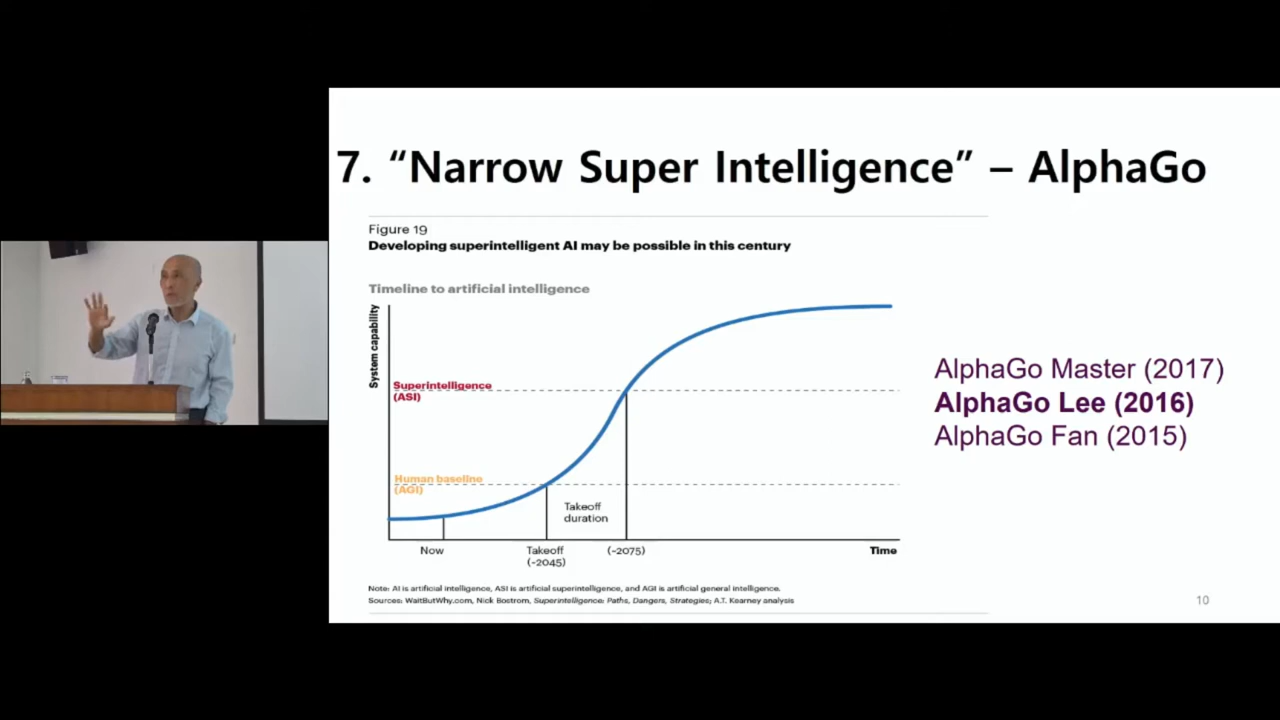 7. “Narrow Super Intelligence” – AlphaGo
Figure 19
Developing superintelligent AI may be possible in this century
Timeline to artificial intelligence
System capability
Superintelligence
(ASI)
Human baseline
(AGI)
Takeoff
duration
Now
Takeoff
(~2045)
(~2075)
Time
Note: AI is artificial intelligence, ASI is artificial superintelligence, and AGI is artificial general intelligence.
Sources: WaitButWhy.com, Nick Bostrom, Superintelligence: Paths, Dangers, Strategies; A.T. Kearney analysis
AlphaGo Master (2017)
AlphaGo Lee (2016)
AlphaGo Fan (2015)
10